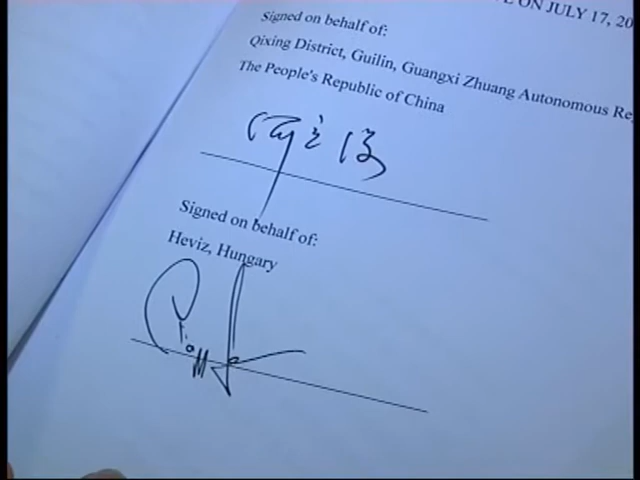 ON JULY 17, 20
Signed on behalf of:
Qixing District, Guilin, Guangxi Zhuang Autonomous Re
The People's Republic of China
Signed on behalf of:
Heviz, Hungary